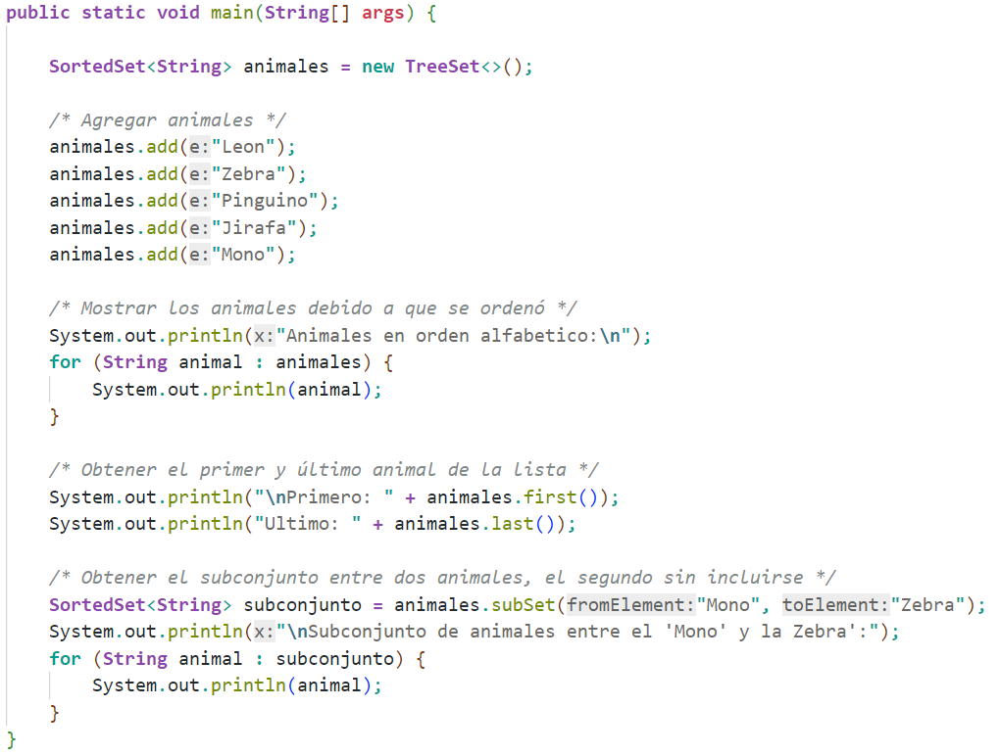 public static void main(String[] args) {
SortedSet<String> animales = new TreeSet<>();
/* Agregar animales */
animales.add(e:"Leon");
animales.add(e:"Zebra");
animales.add(e:"Pinguino");
animales.add(e:"Jirafa");
animales.add(e:"Mono");
/* Mostrar los animales debido a que se ordenó */
System.out.println(x:"Animales en orden alfabetico:\n");
for (String animal : animales) {
System.out.println(animal);
}
/* Obtener el primer y último animal de la lista */
System.out.println("\nPrimero: " + animales.first());
System.out.println("Ultimo: " + animales.last());
/* Obtener el subconjunto entre dos animales, el segundo sin incluirse */
SortedSet<String> subconjunto = animales.subSet(fromElement:"Mono", toElement:"Zebra");
System.out.println(x:"\nSubconjunto de animales entre el 'Mono' y la Zebra':");
for (String animal : subconjunto) {
System.out.println(animal);
}
}